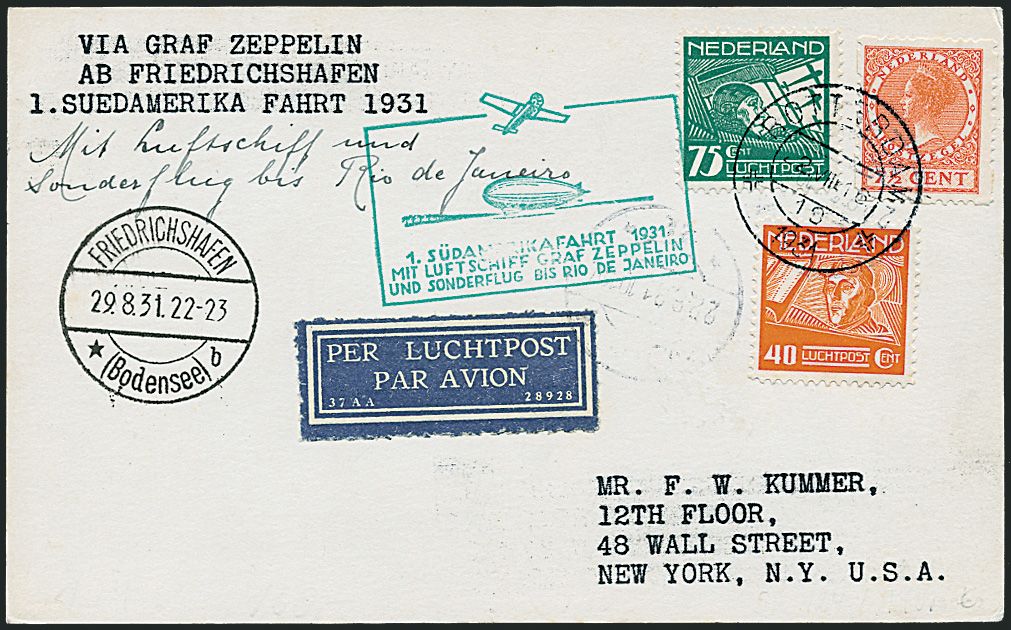 VIA GRAF ZEPPELIN
AB FRIEDRICHSHAFEN
1.SUEDAMERIKA FAHRT 1931
Mit Luftschiff und
Sonderflug bis Rio de Janeiro
1. SÜDAMERIKAFAHRT 1931
MIT LUFTSCHIFF GRAF ZEPPELIN
UND SONDERFLUG BIS RIO DE JANEIRO
NEDERLAND
75 CENT LUCHTPOST
NEDERLAND
CENT
ROTTERDAM
NEDERLAND
40 LUCHTPOST CENT
FRIEDRICHSHAFEN
29.8.31.22-23
(Bodensee) b
PER LUCHTPOST
PAR AVION
37AA 28928
MR. F. W. KUMMER,
12TH FLOOR,
48 WALL STREET,
NEW YORK, N.Y. U.S.A.